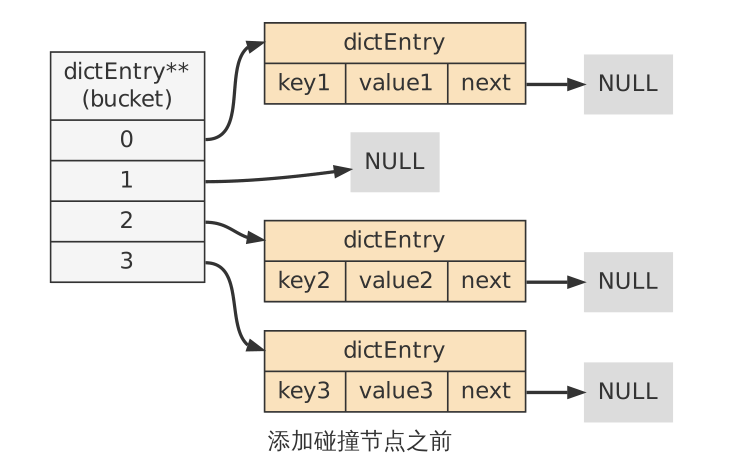 dictEntry**
(bucket)
0
1
2
3
dictEntry
key1 value1 next
NULL
NULL
dictEntry
key2 value2 next
NULL
dictEntry
key3 value3 next
NULL
添加碰撞节点之前